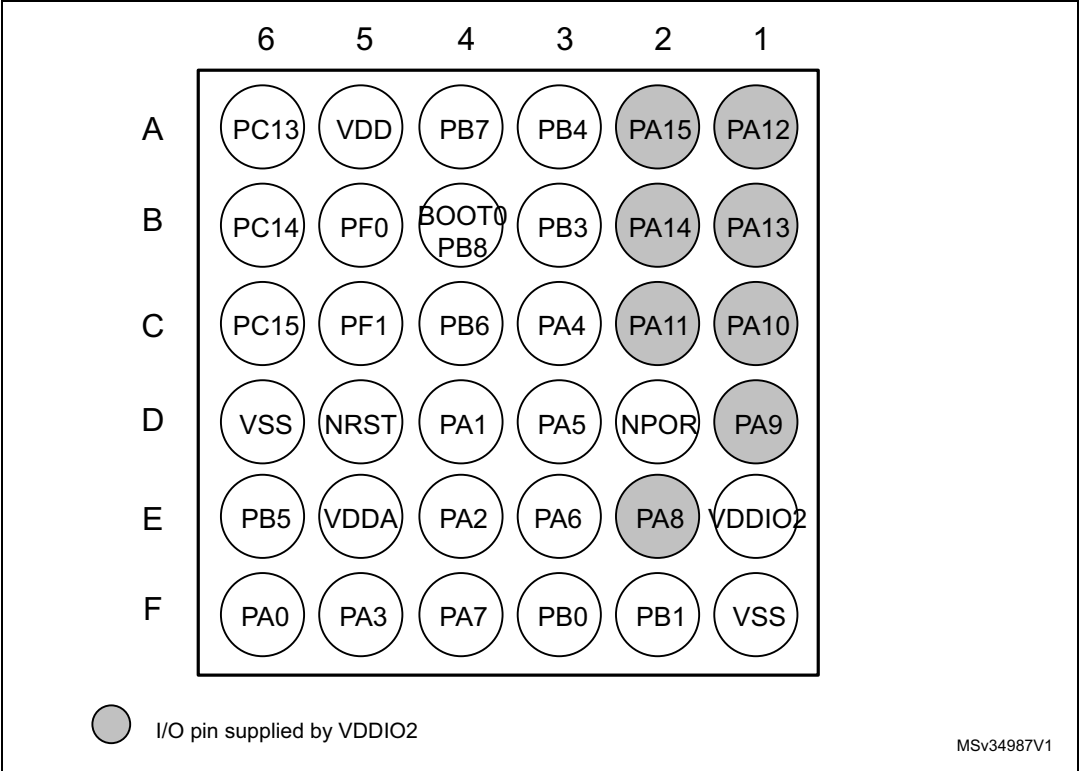 6 5 4 3 2 1
A PC13 VDD PB7 PB4 PA15 PA12
B PC14 PF0 BOOT0 PB8 PB3 PA14 PA13
C PC15 PF1 PB6 PA4 PA11 PA10
D VSS NRST PA1 PA5 NPOR PA9
E PB5 VDDA PA2 PA6 PA8 VDDIO2
F PA0 PA3 PA7 PB0 PB1 VSS
I/O pin supplied by VDDIO2
MSv34987V1